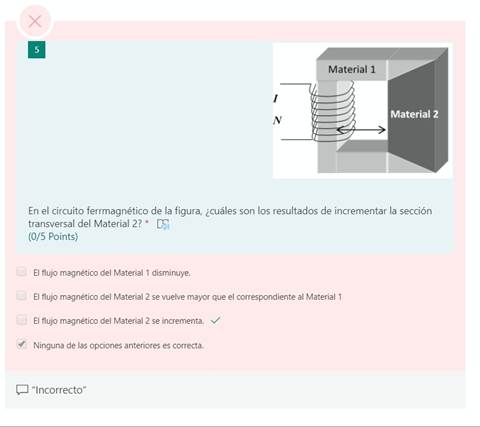 5
Material 1
I
N
Material 2
En el circuito ferrmagnético de la figura, ¿cuáles son los resultados de incrementar la sección
transversal del Material 2? *
(0/5 Points)
El flujo magnético del Material 1 disminuye.
El flujo magnético del Material 2 se vuelve mayor que el correspondiente al Material 1
El flujo magnético del Material 2 se incrementa.
Ninguna de las opciones anteriores es correcta.
"Incorrecto"